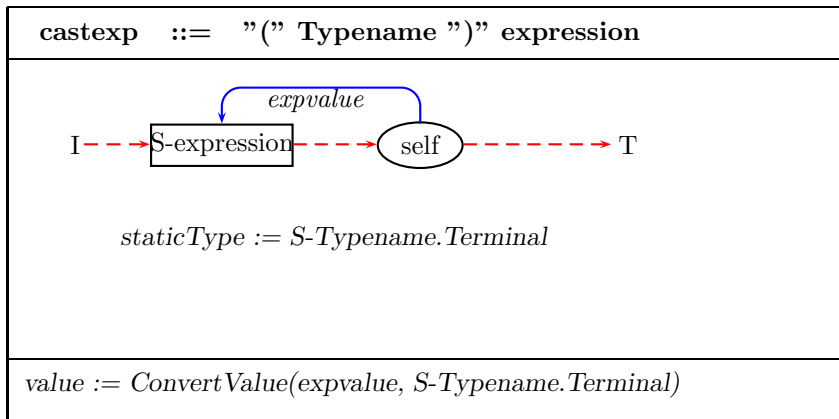 castexp ::= ”(” Typename ”)” expression
expvalue
I S-expression self T
staticType := S-Typename.Terminal
value := ConvertValue(expvalue, S-Typename.Terminal)